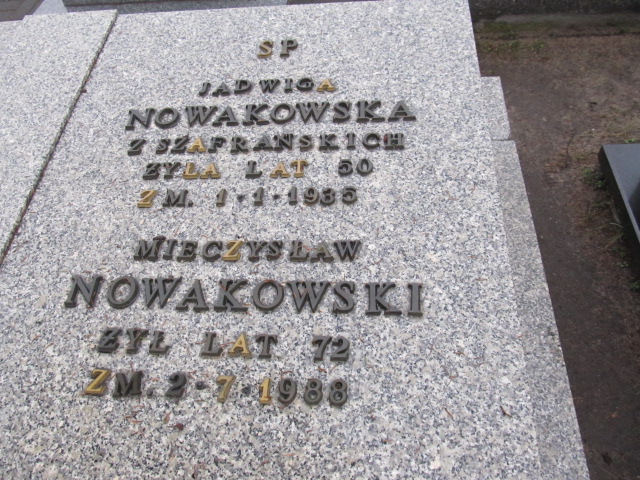 SP
JADWIGA
NOWAKOWSKA
Z SZAFRAŃSKICH
ŻYŁA LAT 50
ZM. 1·1·1935
MIECZYSŁAW
NOWAKOWSKI
ŻYŁ LAT 72
ZM. 2·7·1988